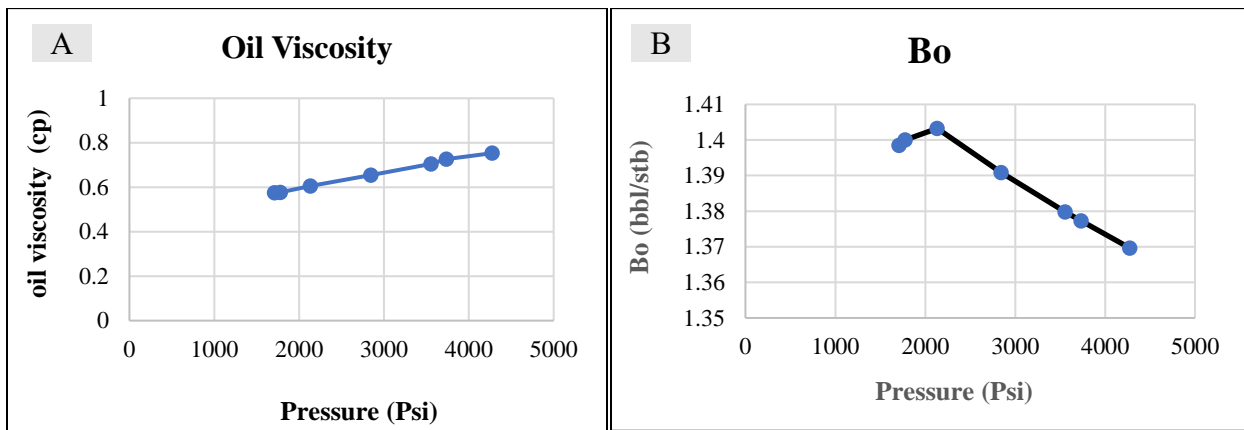 A
Oil Viscosity
oil viscosity (cp)
1
0.8
0.6
0.4
0.2
0
0 1000 2000 3000 4000 5000
Pressure (Psi)
B
Bo
Bo (bbl/stb)
1.41
1.4
1.39
1.38
1.37
1.36
1.35
0 1000 2000 3000 4000 5000
Pressure (Psi)